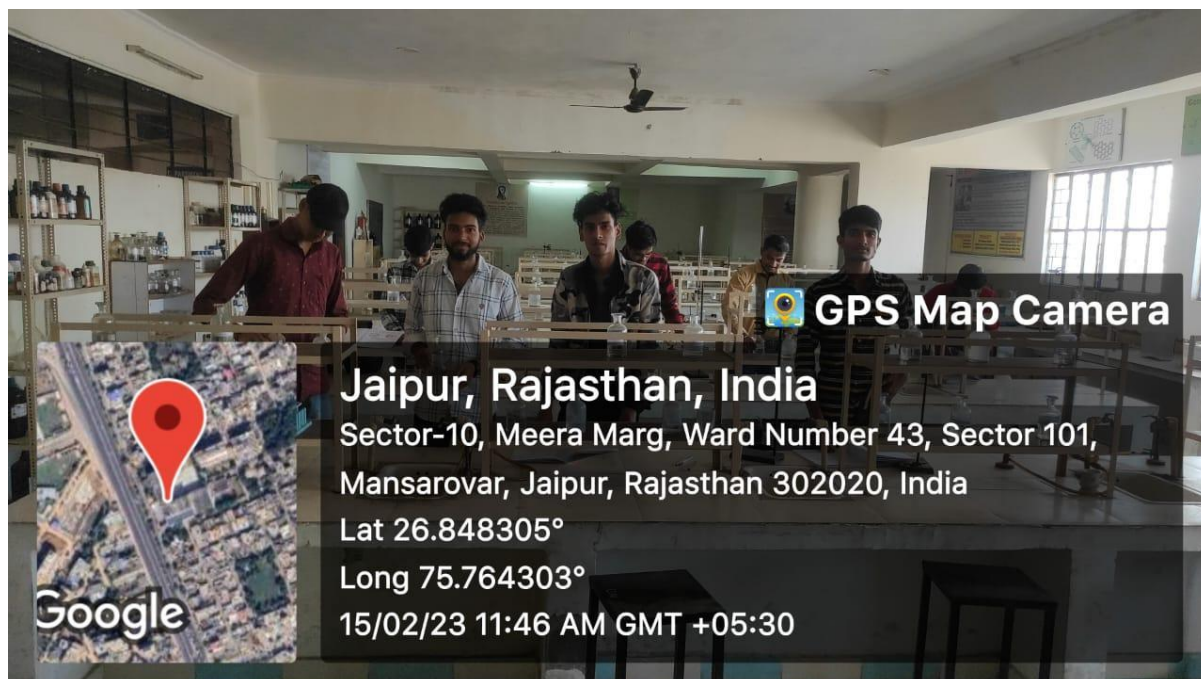 GPS Map Camera
Jaipur, Rajasthan, India
Sector-10, Meera Marg, Ward Number 43, Sector 101,
Mansarovar, Jaipur, Rajasthan 302020, India
Lat 26.848305°
Long 75.764303°
15/02/23 11:46 AM GMT +05:30
Google